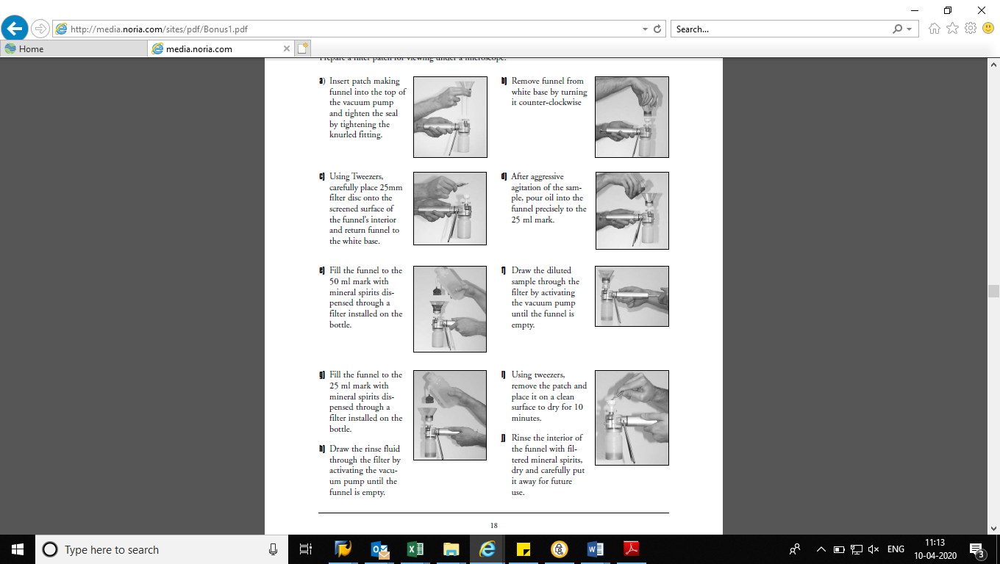 http://media.noria.com/sites/pdf/Bonus1.pdf
Search...
Home
media.noria.com
Prepare a filter patch for viewing under a microscope.
a) Insert patch making
funnel into the top of
the vacuum pump
and tighten the seal
by tightening the
knurled fitting.
b) Remove funnel from
white base by turning
it counter-clockwise
c) Using Tweezers,
carefully place 25mm
filter disc onto the
screened surface of
the funnel's interior
and return funnel to
the white base.
d) After aggressive
agitation of the sam-
ple, pour oil into the
funnel precisely to the
25 ml mark.
e) Fill the funnel to the
50 ml mark with
mineral spirits dis-
pensed through a
filter installed on the
bottle.
f) Draw the diluted
sample through the
filter by activating
the vacuum pump
until the funnel is
empty.
g) Fill the funnel to the
25 ml mark with
mineral spirits dis-
pensed through a
filter installed on the
bottle.
h) Draw the rinse fluid
through the filter by
activating the vacu-
um pump until the
funnel is empty.
i) Using tweezers,
remove the patch and
place it on a clean
surface to dry for 10
minutes.
j) Rinse the interior of
the funnel with fil-
tered mineral spirits,
dry and carefully put
it away for future
use.
18
Type here to search
ENG
11:13
10-04-2020
3